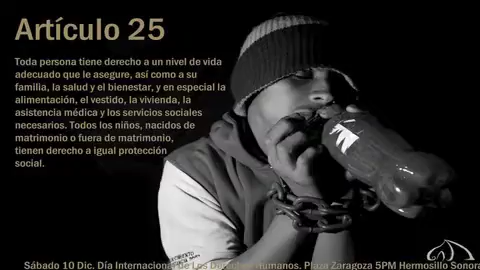 Artículo 25
Toda persona tiene derecho a un nivel de vida
adecuado que le asegure, así como a su
familia, la salud y el bienestar, y en especial la
alimentación, el vestido, la vivienda, la
asistencia médica y los servicios sociales
necesarios. Todos los niños, nacidos de
matrimonio o fuera de matrimonio,
tienen derecho a igual protección
social.
Sábado 10 Dic. Día Internacional de Los Derechos Humanos. Plaza Zaragoza 5PM Hermosillo Sonora